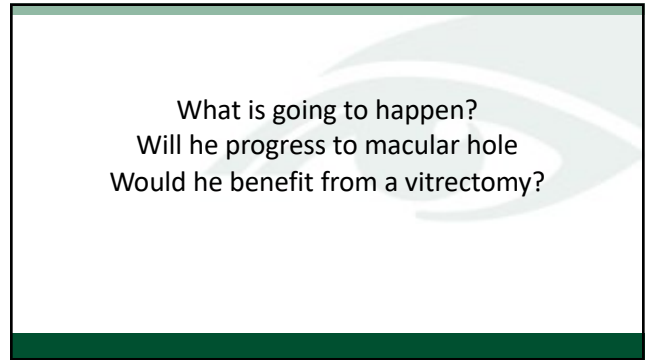 What is going to happen?
Will he progress to macular hole
Would he benefit from a vitrectomy?